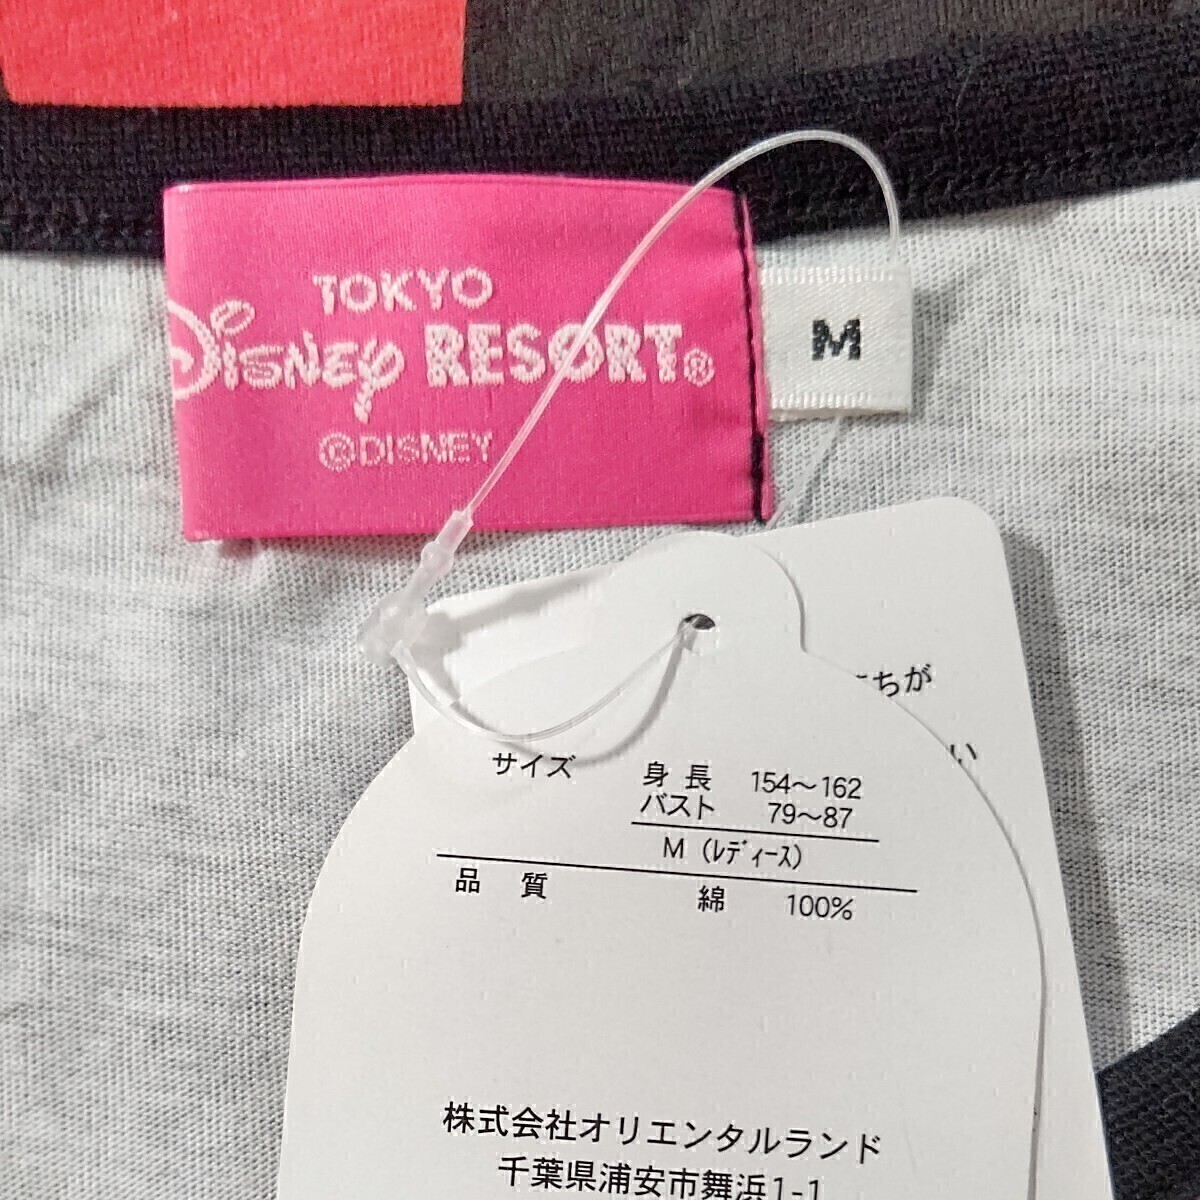 TOKYO
Disney RESORT®
©DISNEY
M
ちが
い
サイズ 身長 154〜162
バスト 79〜87
M（レディース）
品質 綿 100%
株式会社オリエンタルランド
千葉県浦安市舞浜1-1